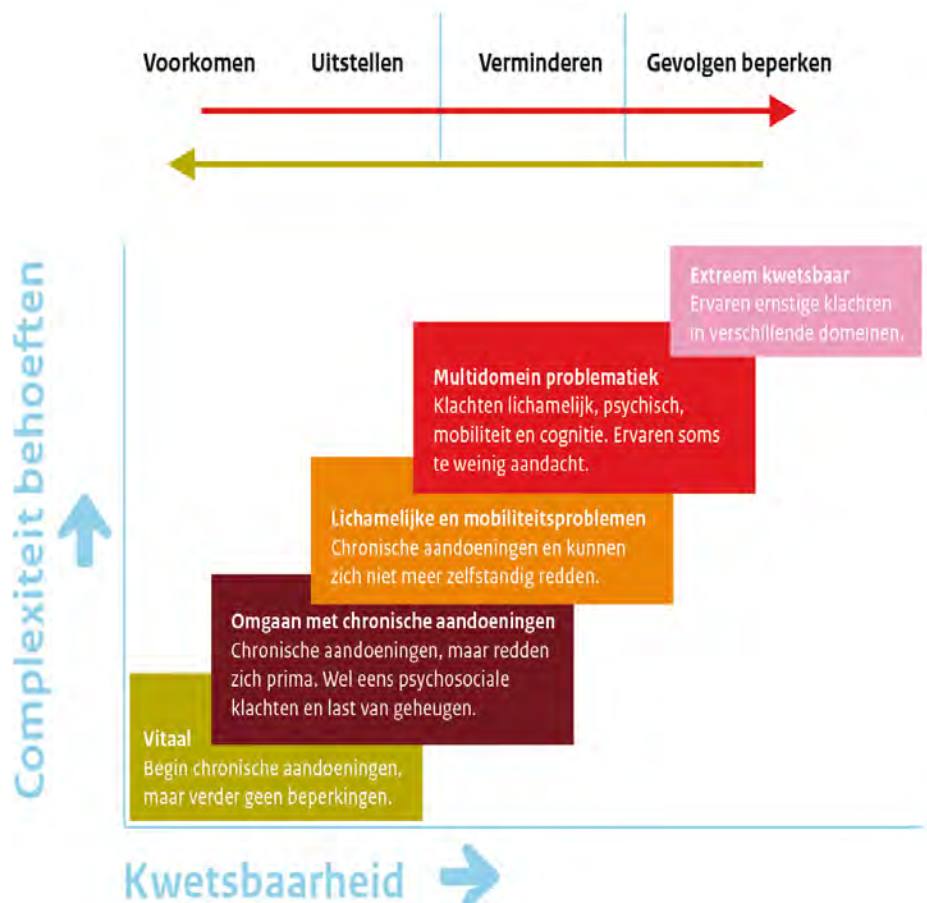 Voorkomen Uitstellen Verminderen Gevolgen beperken
Complexiteit behoeften
Extreem kwetsbaar
Ervaren ernstige klachten
in verschillende domeinen.
Multidomein problematiek
Klachten lichamelijk, psychisch,
mobiliteit en cognitie. Ervaren soms
te weinig aandacht.
Lichamelijke en mobiliteitsproblemen
Chronische aandoeningen en kunnen
zich niet meer zelfstandig redden.
Omgaan met chronische aandoeningen
Chronische aandoeningen, maar redden
zich prima. Wel eens psychosociale
klachten en last van geheugen.
Vitaal
Begin chronische aandoeningen,
maar verder geen beperkingen.
Kwetsbaarheid